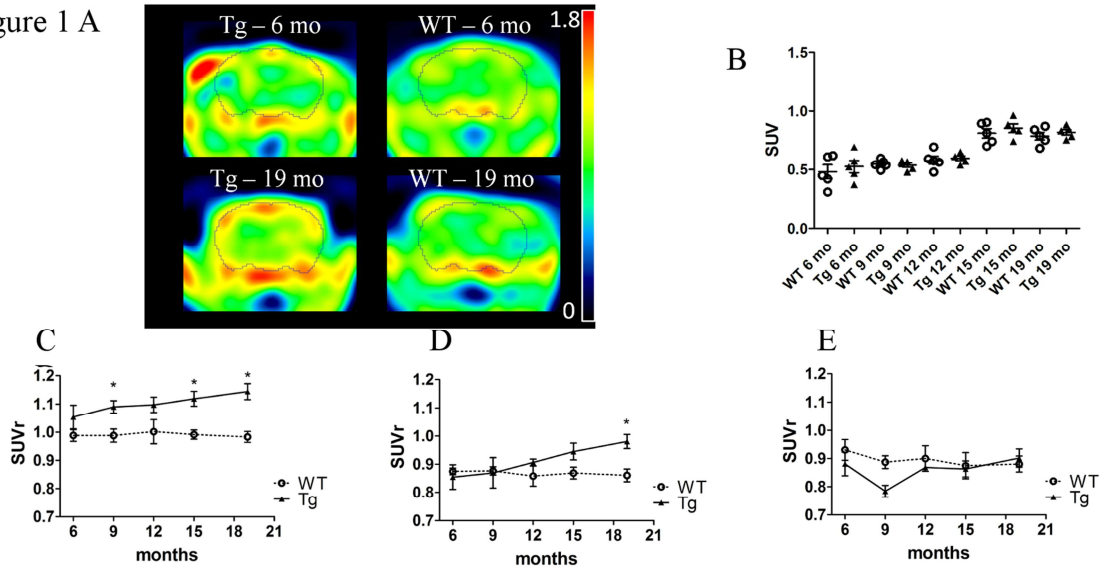 gure 1 A
Tg – 6 mo
WT – 6 mo
1.8
Tg – 19 mo
WT – 19 mo
0
B
1.5
1.0
0.5
0.0
SUV
WT 6 mo
Tg 6 mo
WT 9 mo
Tg 9 mo
WT 12 mo
Tg 12 mo
WT 15 mo
Tg 15 mo
WT 19 mo
Tg 19 mo
C
1.2
1.1
1.0
0.9
0.8
0.7
SUVr
* * *
WT
Tg
6 9 12 15 18 21
months
D
1.2
1.1
1.0
0.9
0.8
0.7
SUVr
*
WT
Tg
6 9 12 15 18 21
months
E
1.2
1.1
1.0
0.9
0.8
0.7
SUVr
WT
Tg
6 9 12 15 18 21
months